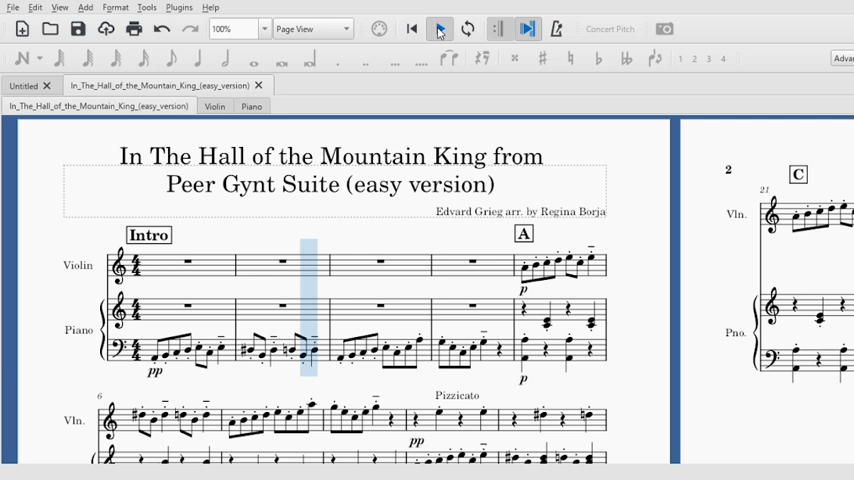 File Edit View Add Format Tools Plugins Help
100% Page View Concert Pitch
1 2 3 4
Untitled In_The_Hall_of_the_Mountain_King_(easy_version)
In_The_Hall_of_the_Mountain_King_(easy_version) Violin Piano
In The Hall of the Mountain King from
Peer Gynt Suite (easy version)
Edvard Grieg arr. by Regina Borja
Intro A
Violin
p
Piano
pp p
6
Pizzicato
Vln.
pp
2 C
21
Vln.
Pno.